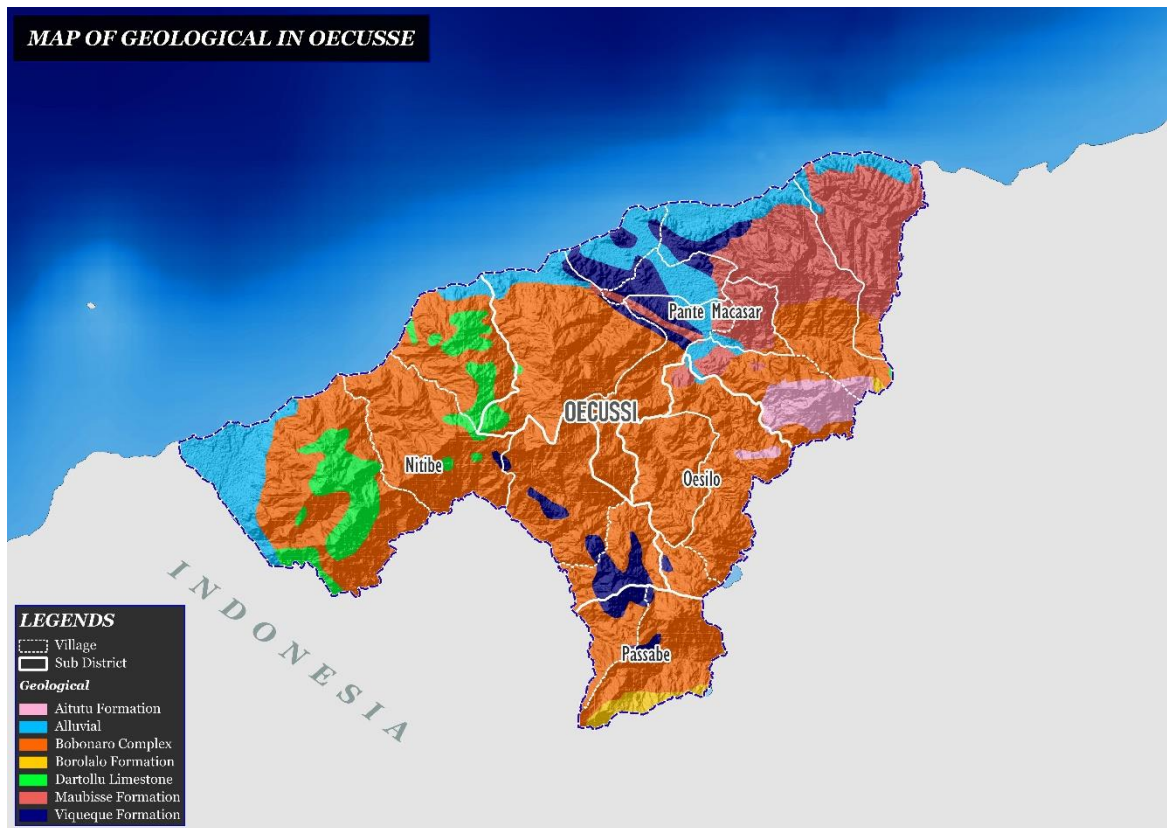 MAP OF GEOLOGICAL IN OECUSSE
Pante Macasar
OECUSSI
Nitibe
Oesilo
Passabe
INDONESIA
LEGENDS
Village
Sub District
Geological
Aitutu Formation
Alluvial
Bobonaro Complex
Borolalo Formation
Dartollu Limestone
Maubisse Formation
Viqueque Formation